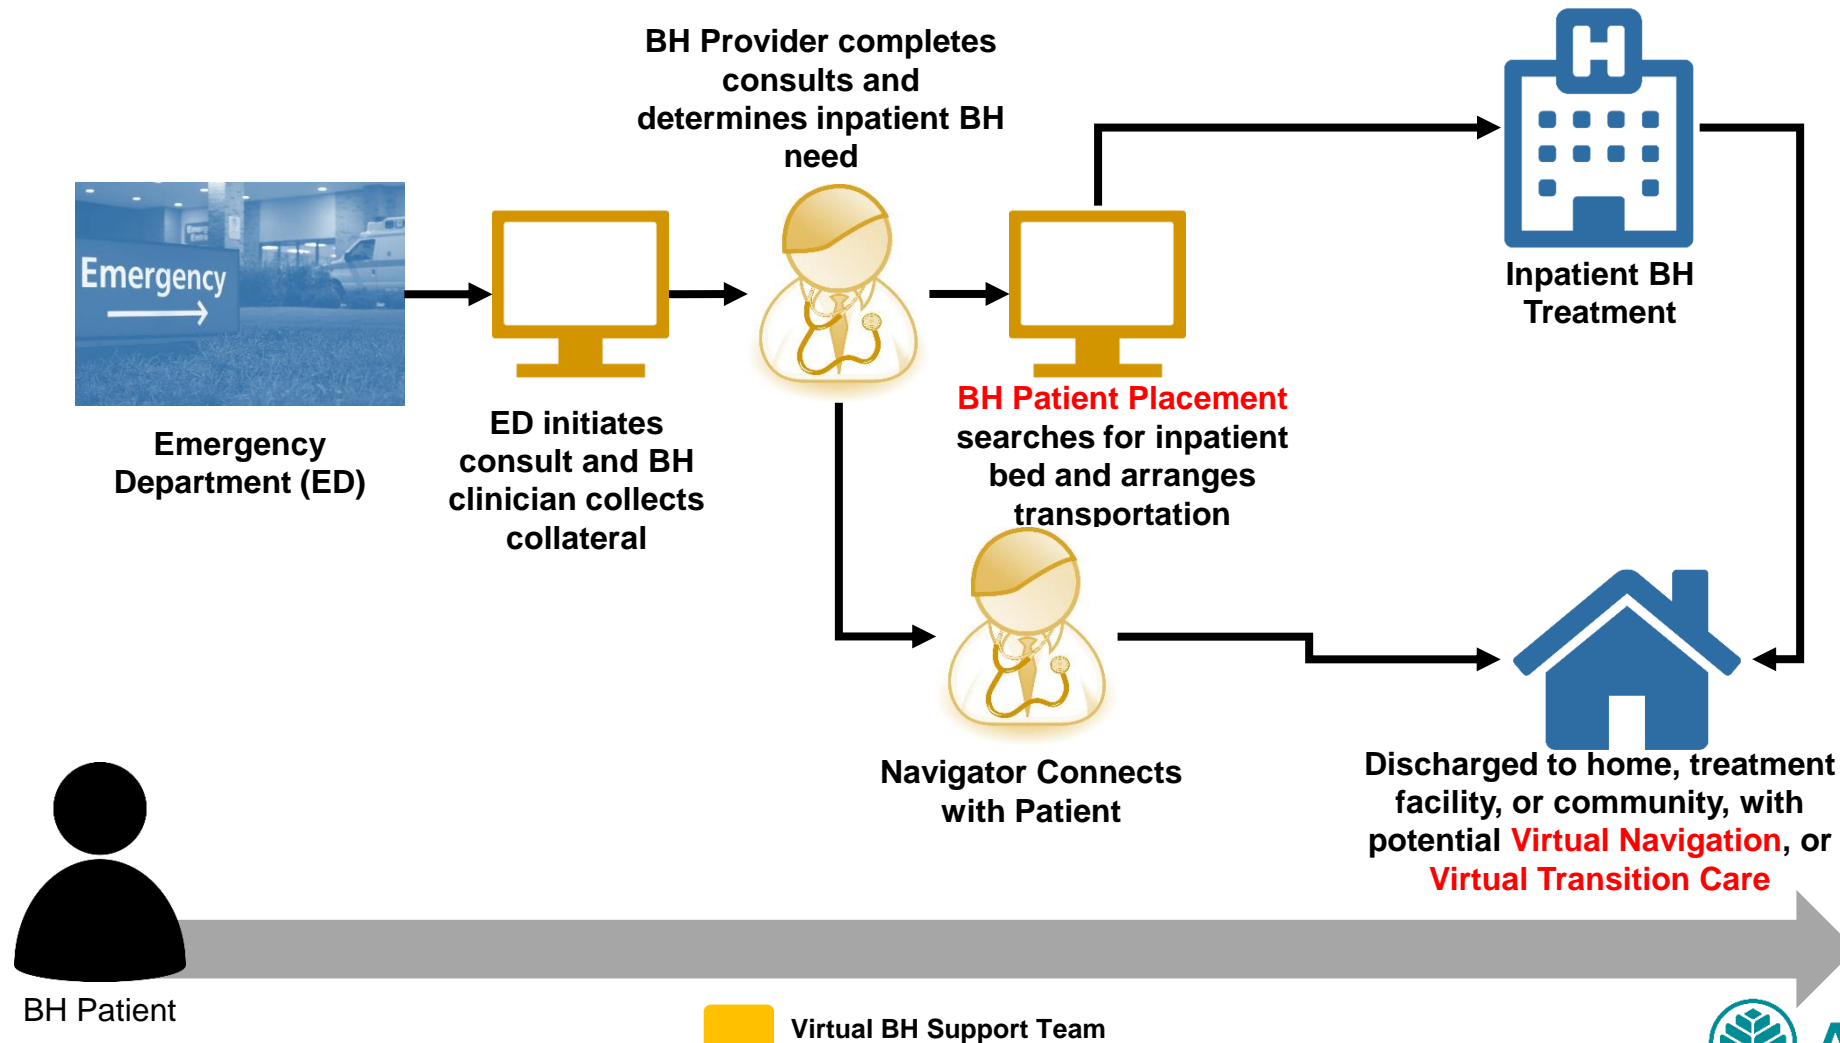 BH Provider completes
consults and
determines inpatient BH
need
Emergency
Emergency
Department (ED)
ED initiates
consult and BH
clinician collects
collateral
BH Patient Placement
searches for inpatient
bed and arranges
transportation
H
Inpatient BH
Treatment
Navigator Connects
with Patient
Discharged to home, treatment
facility, or community, with
potential Virtual Navigation, or
Virtual Transition Care
BH Patient
Virtual BH Support Team